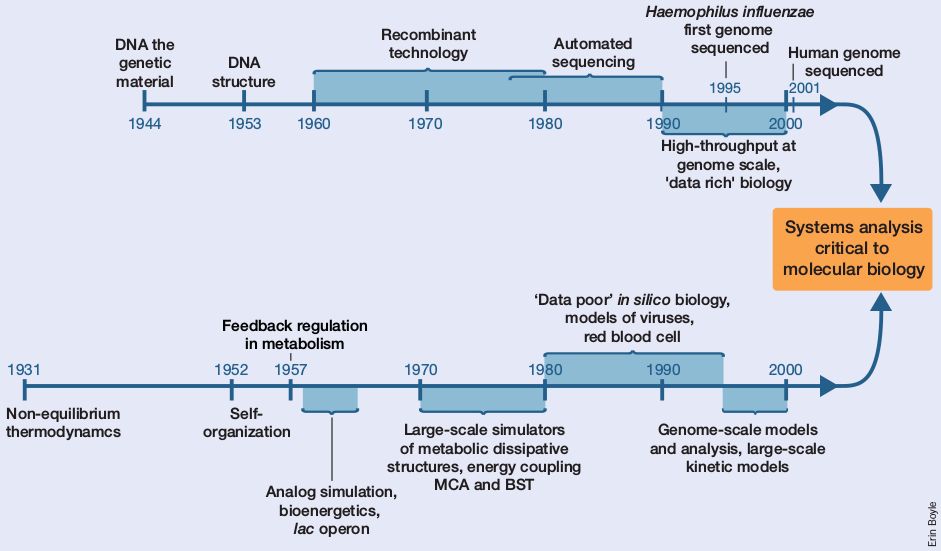 DNA the
genetic
material
DNA
structure
Recombinant
technology
Automated
sequencing
Haemophilus influenzae
first genome
sequenced
Human genome
sequenced
1995
2001
1944
1953
1960
1970
1980
1990
2000
High-throughput at
genome scale,
'data rich' biology
Systems analysis
critical to
molecular biology
‘Data poor’ in silico biology,
models of viruses,
red blood cell
Feedback regulation
in metabolism
1931
1952
1957
1970
1980
1990
2000
Non-equilibrium
thermodynamcs
Self-
organization
Large-scale simulators
of metabolic dissipative
structures, energy coupling
MCA and BST
Genome-scale models
and analysis, large-scale
kinetic models
Analog simulation,
bioenergetics,
lac operon
Erin Boyle